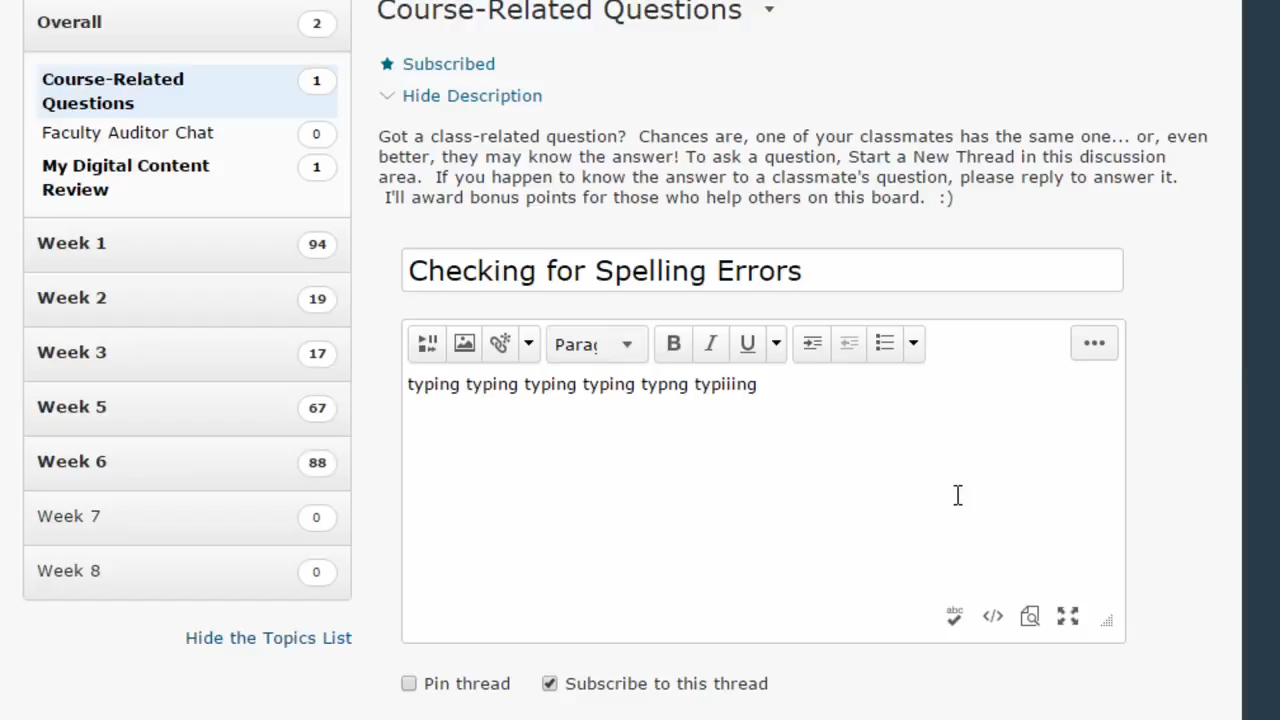 Overall 2
Course-Related Questions 1
Faculty Auditor Chat 0
My Digital Content Review 1
Week 1 94
Week 2 19
Week 3 17
Week 5 67
Week 6 88
Week 7 0
Week 8 0
Hide the Topics List
Course-Related Questions
Subscribed
Hide Description
Got a class-related question?  Chances are, one of your classmates has the same one... or, even
better, they may know the answer! To ask a question, Start a New Thread in this discussion
area.  If you happen to know the answer to a classmate's question, please reply to answer it.
I'll award bonus points for those who help others on this board.  :)
Checking for Spelling Errors
Parag B I U
typing typing typing typing typng typiiing
abc </>
Pin thread Subscribe to this thread